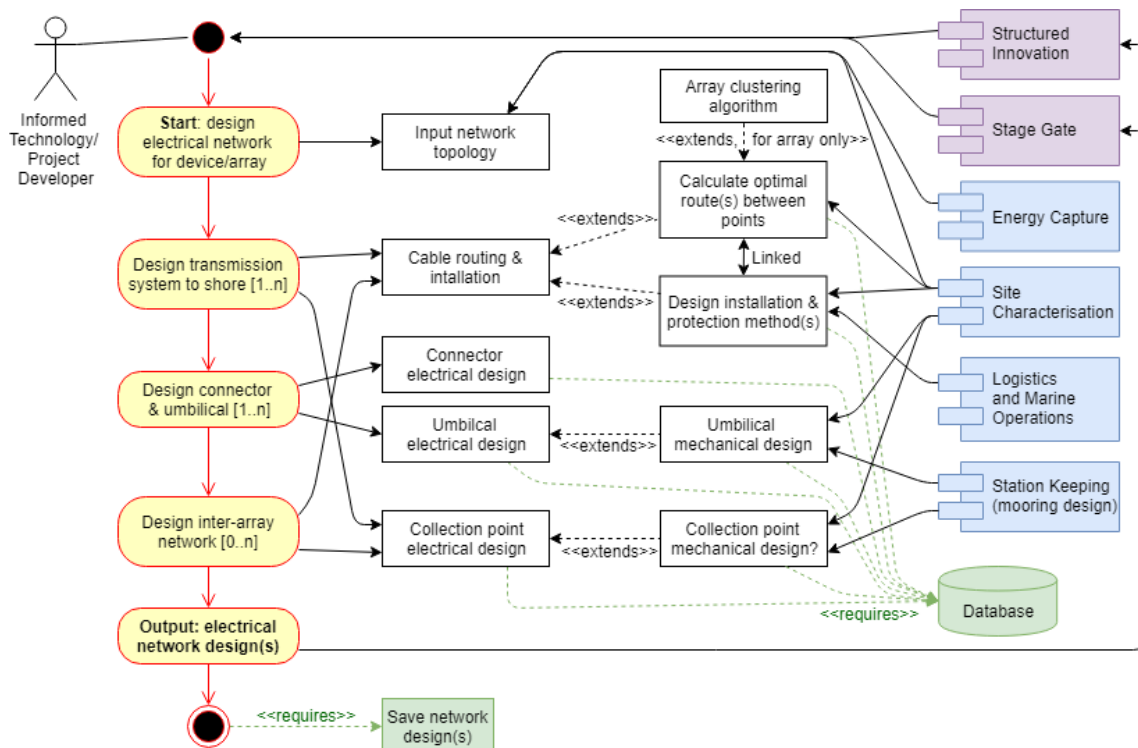 Informed
Technology/
Project
Developer
Start: design
electrical network
for device/array
Input network
topology
Array clustering
algorithm
<<extends, for array only>>
Calculate optimal
route(s) between
points
<<extends>>
Linked
Design transmission
system to shore [1..n]
Cable routing &
intallation
<<extends>>
Design installation &
protection method(s)
Connector
electrical design
Design connector
& umbilical [1..n]
Umbilcal
electrical design
<<extends>>
Umbilical
mechanical design
Design inter-array
network [0..n]
Collection point
electrical design
<<extends>>
Collection point
mechanical design?
Output: electrical
network design(s)
<<requires>>
Save network
design(s)
Structured
Innovation
Stage Gate
Energy Capture
Site
Characterisation
Logistics
and Marine
Operations
Station Keeping
(mooring design)
<<requires>>
Database